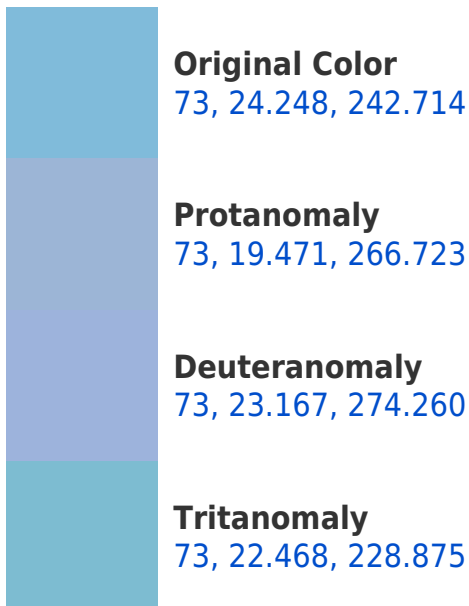 Original Color
73, 24.248, 242.714
Protanomaly
73, 19.471, 266.723
Deuteranomaly
73, 23.167, 274.260
Tritanomaly
73, 22.468, 228.875